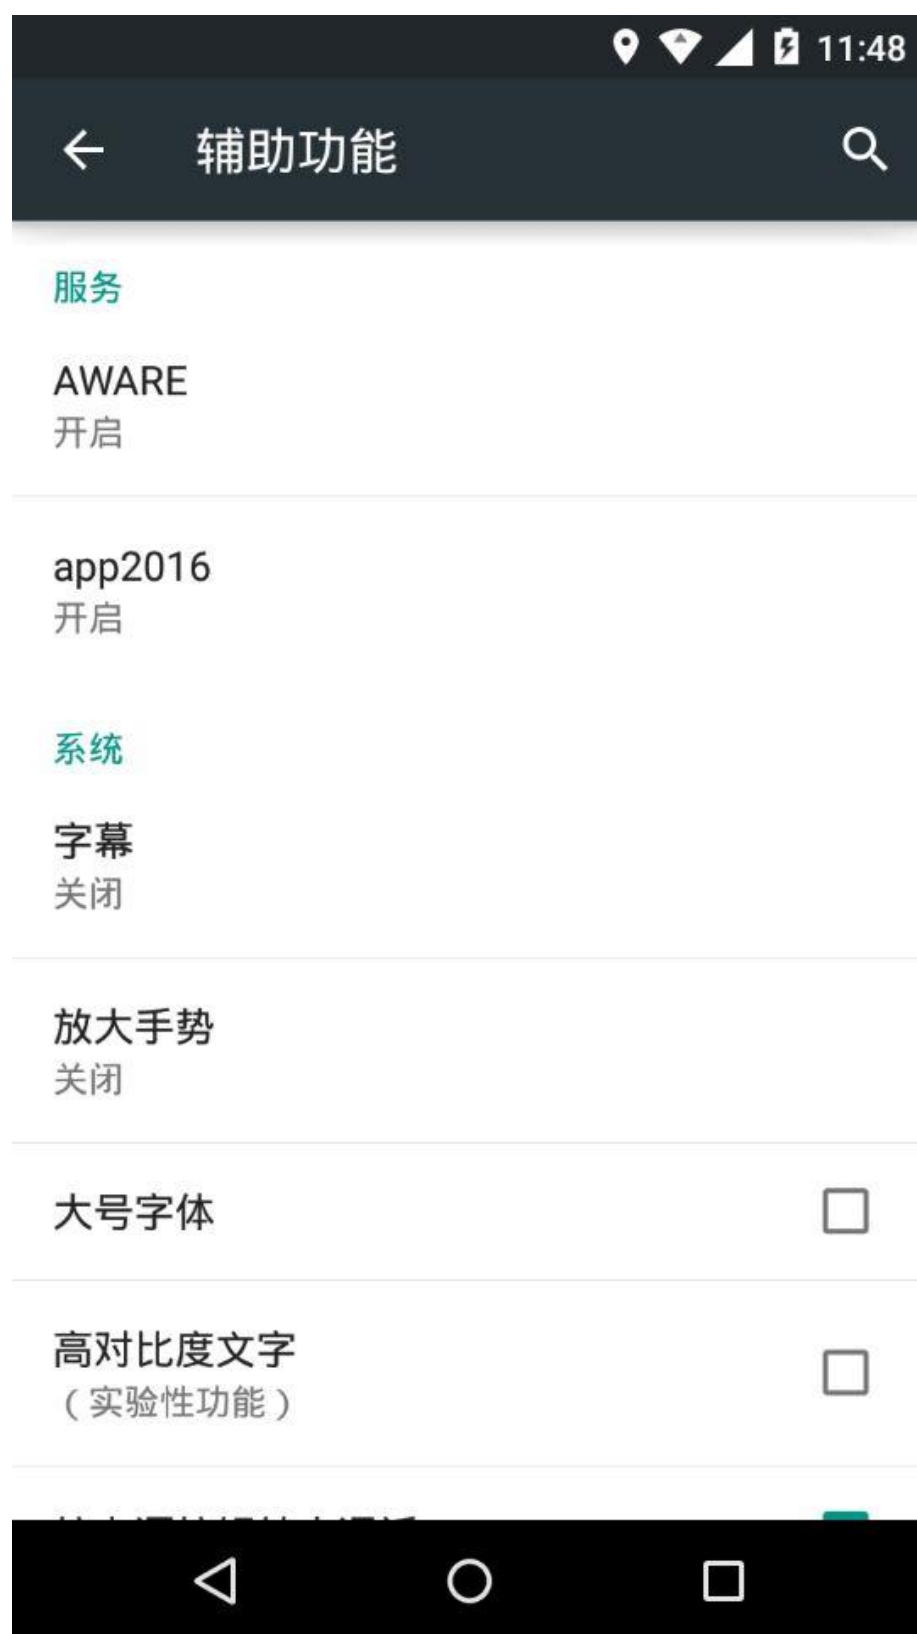 11:48
辅助功能
服务
AWARE
开启
app2016
开启
系统
字幕
关闭
放大手势
关闭
大号字体
高对比度文字
（实验性功能）